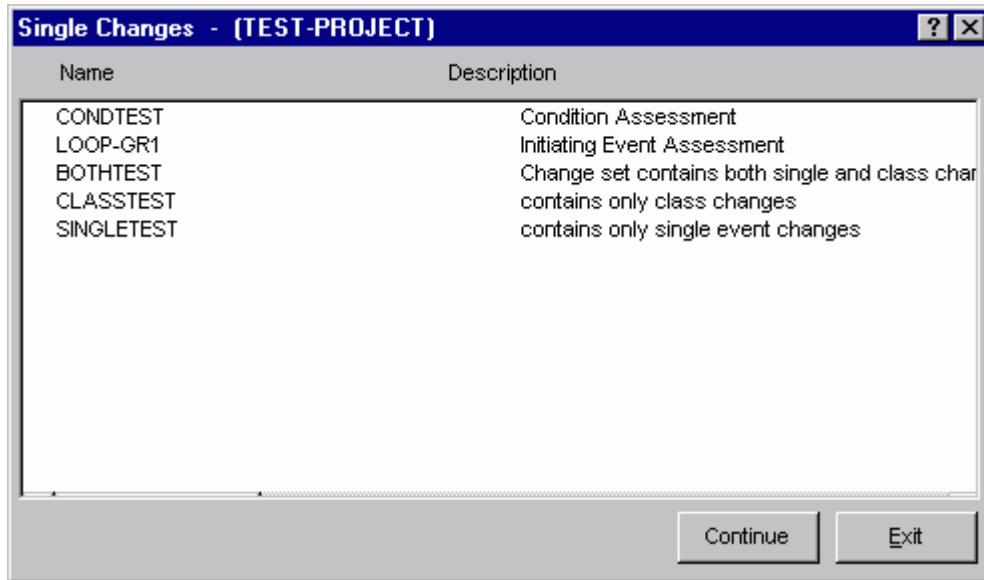 Single Changes - (TEST-PROJECT)
Name Description
CONDTEST Condition Assessment
LOOP-GR1 Initiating Event Assessment
BOTHTEST Change set contains both single and class
CLASSTEST contains only class changes
SINGLETEST contains only single event changes
Continue Exit